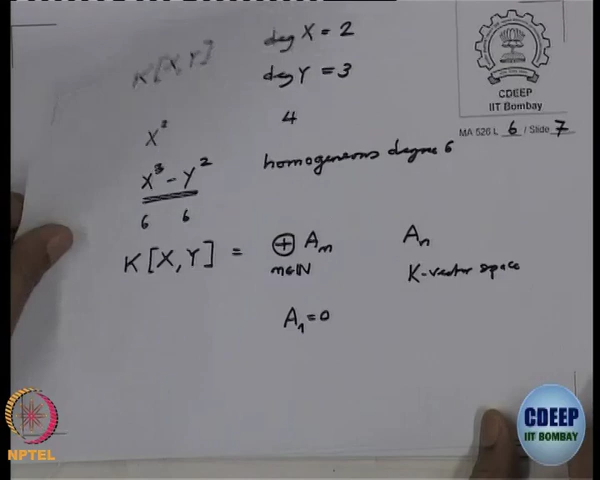 K[X,Y]
deg X = 2
deg Y = 3
X²
4
X³ - Y²
homogeneous degree 6
6 6
K[X,Y] = ⊕ Aₘ
m∈ℕ
Aₙ
K-vector space
A₁ = 0
CDEEP
IIT Bombay
MA 526 L 6 / Slide 7
NPTEL
CDEEP
IIT BOMBAY